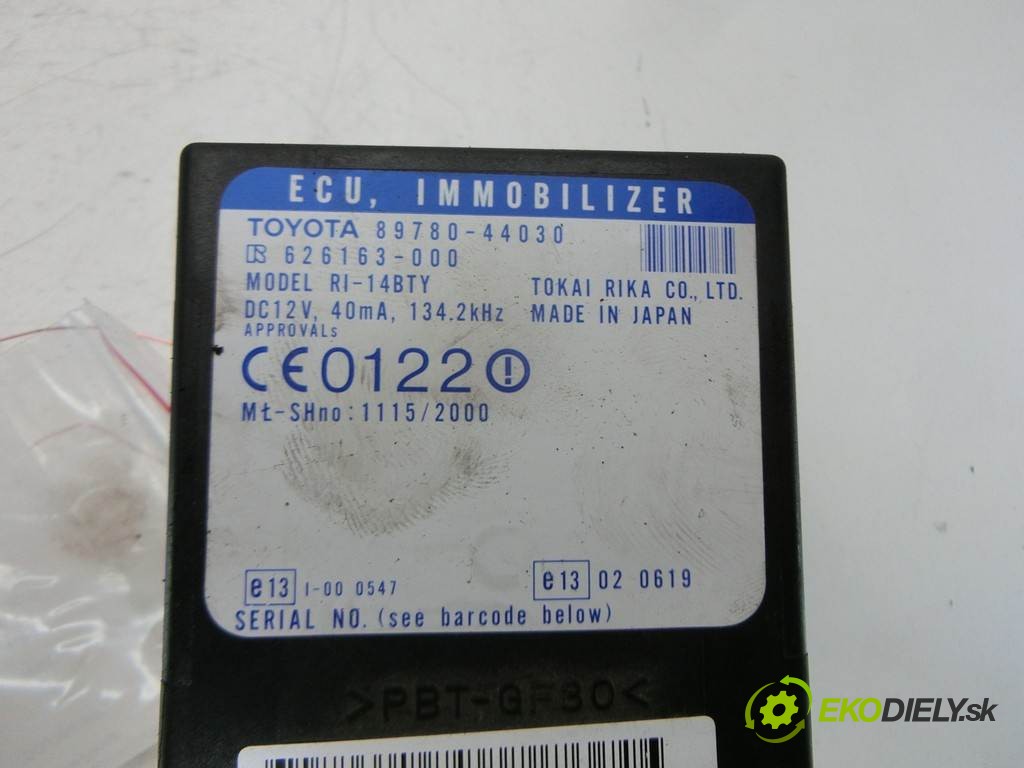 ECU, IMMOBILIZER
TOYOTA 89780-44030
626163-000
MODEL RI-14BTY TOKAI RIKA CO., LTD.
DC12V, 40mA, 134.2kHz MADE IN JAPAN
APPROVALs
CE0122
MŁ-SHno:1115/2000
e13 I-00 0547 e13 02 0619
SERIAL NO. (see barcode below)
>PBT-GF30<
EKODIELY.sk